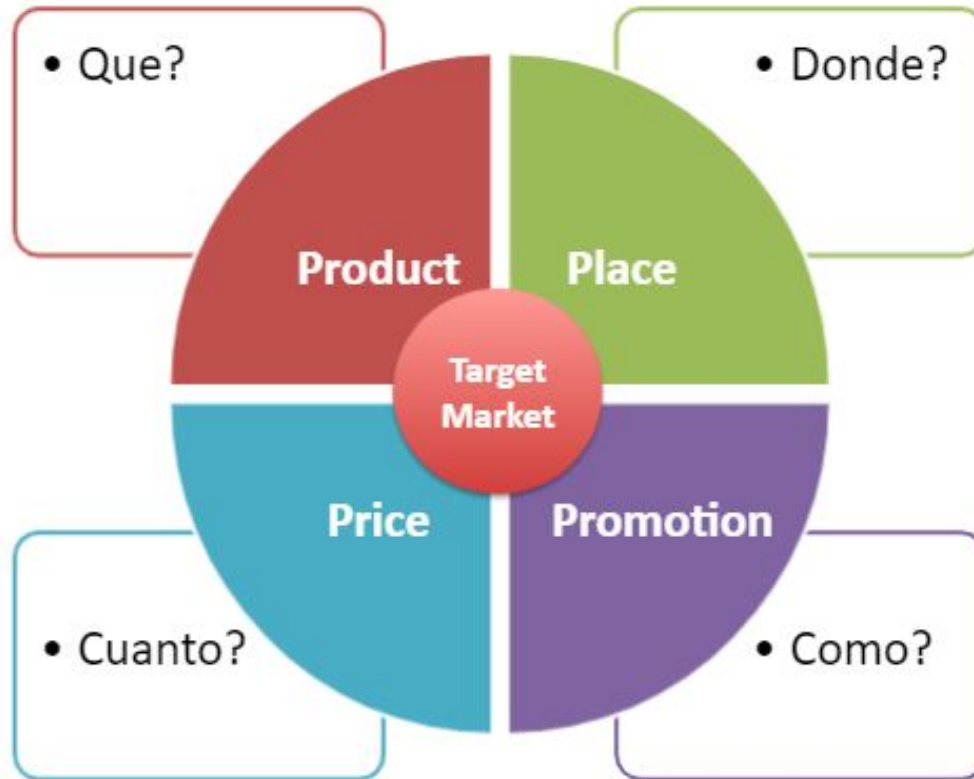 • Que?
• Donde?
Product
Place
Target
Market
Price
Promotion
• Cuanto?
• Como?